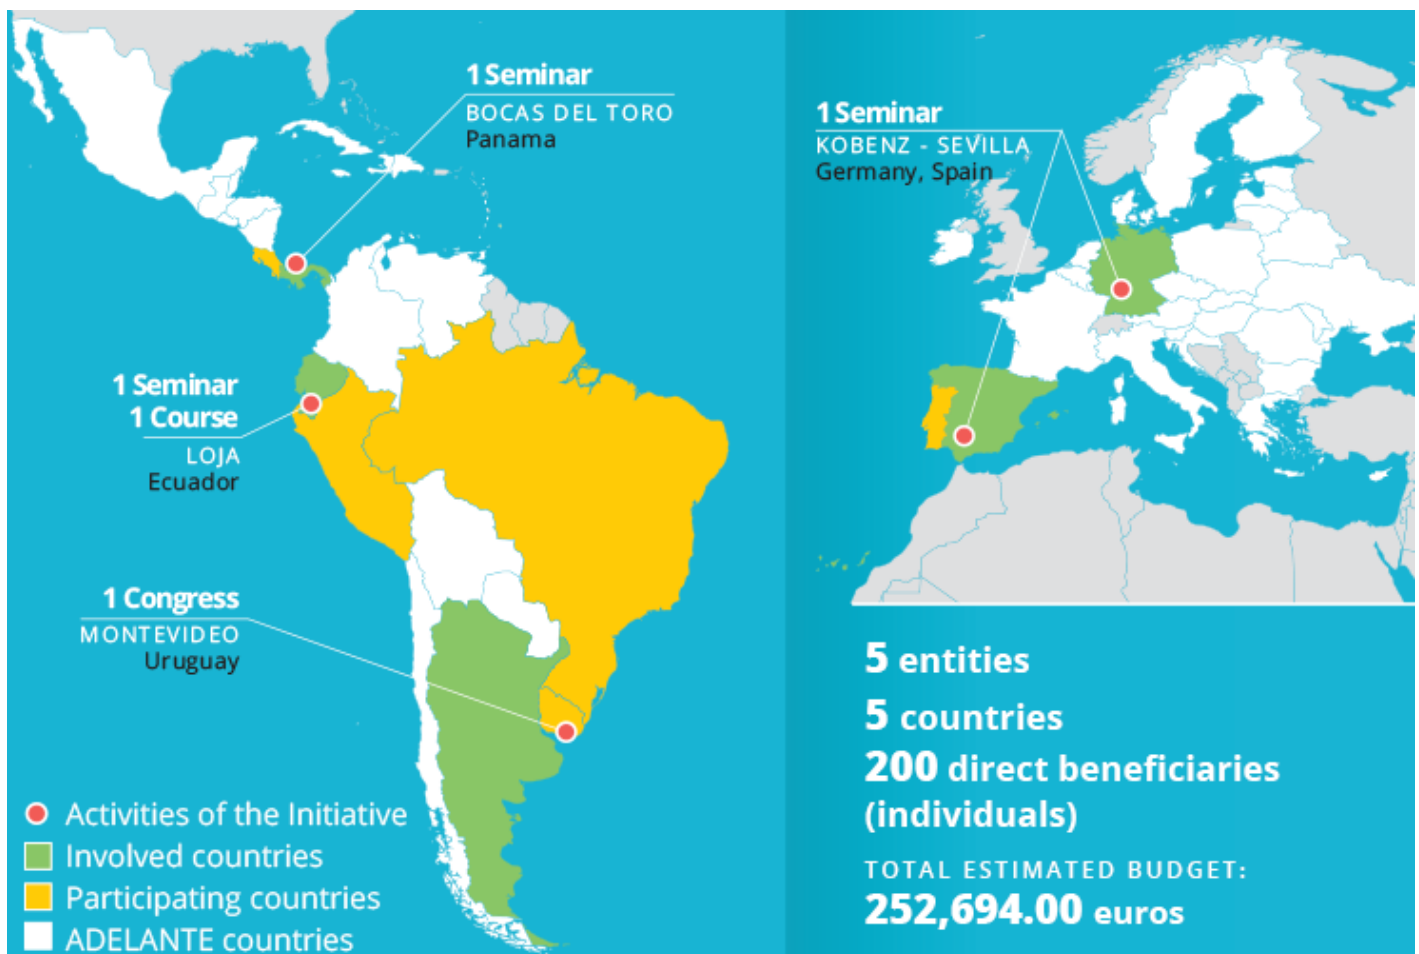 1 Seminar
BOCAS DEL TORO
Panama
1 Seminar
1 Course
LOJA
Ecuador
1 Congress
MONTEVIDEO
Uruguay
Activities of the Initiative
Involved countries
Participating countries
ADELANTE countries
1 Seminar
KOBENZ - SEVILLA
Germany, Spain
5 entities
5 countries
200 direct beneficiaries
(individuals)
TOTAL ESTIMATED BUDGET:
252,694.00 euros